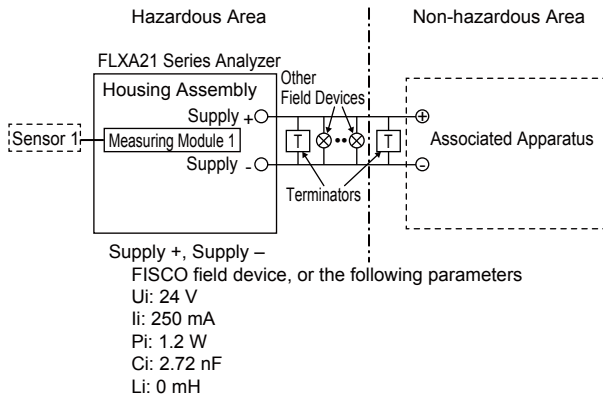 Hazardous Area
Non-hazardous Area
FLXA21 Series Analyzer
Housing Assembly
Other
Field Devices
Supply +
Sensor 1
Measuring Module 1
T
T
Associated Apparatus
Supply -
Terminators
+
-
Supply +, Supply –
FISCO field device, or the following parameters
Ui: 24 V
Ii: 250 mA
Pi: 1.2 W
Ci: 2.72 nF
Li: 0 mH